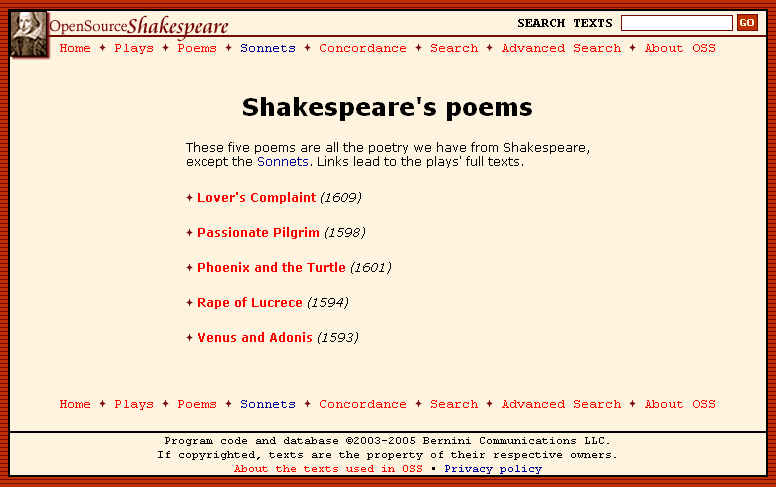 OpenSourceShakespeare
SEARCH TEXTS GO
Home ✦ Plays ✦ Poems ✦ Sonnets ✦ Concordance ✦ Search ✦ Advanced Search ✦ About OSS
Shakespeare's poems
These five poems are all the poetry we have from Shakespeare,
except the Sonnets. Links lead to the plays' full texts.
✦ Lover's Complaint (1609)
✦ Passionate Pilgrim (1598)
✦ Phoenix and the Turtle (1601)
✦ Rape of Lucrece (1594)
✦ Venus and Adonis (1593)
Home ✦ Plays ✦ Poems ✦ Sonnets ✦ Concordance ✦ Search ✦ Advanced Search ✦ About OSS
Program code and database ©2003-2005 Bernini Communications LLC.
If copyrighted, texts are the property of their respective owners.
About the texts used in OSS • Privacy policy